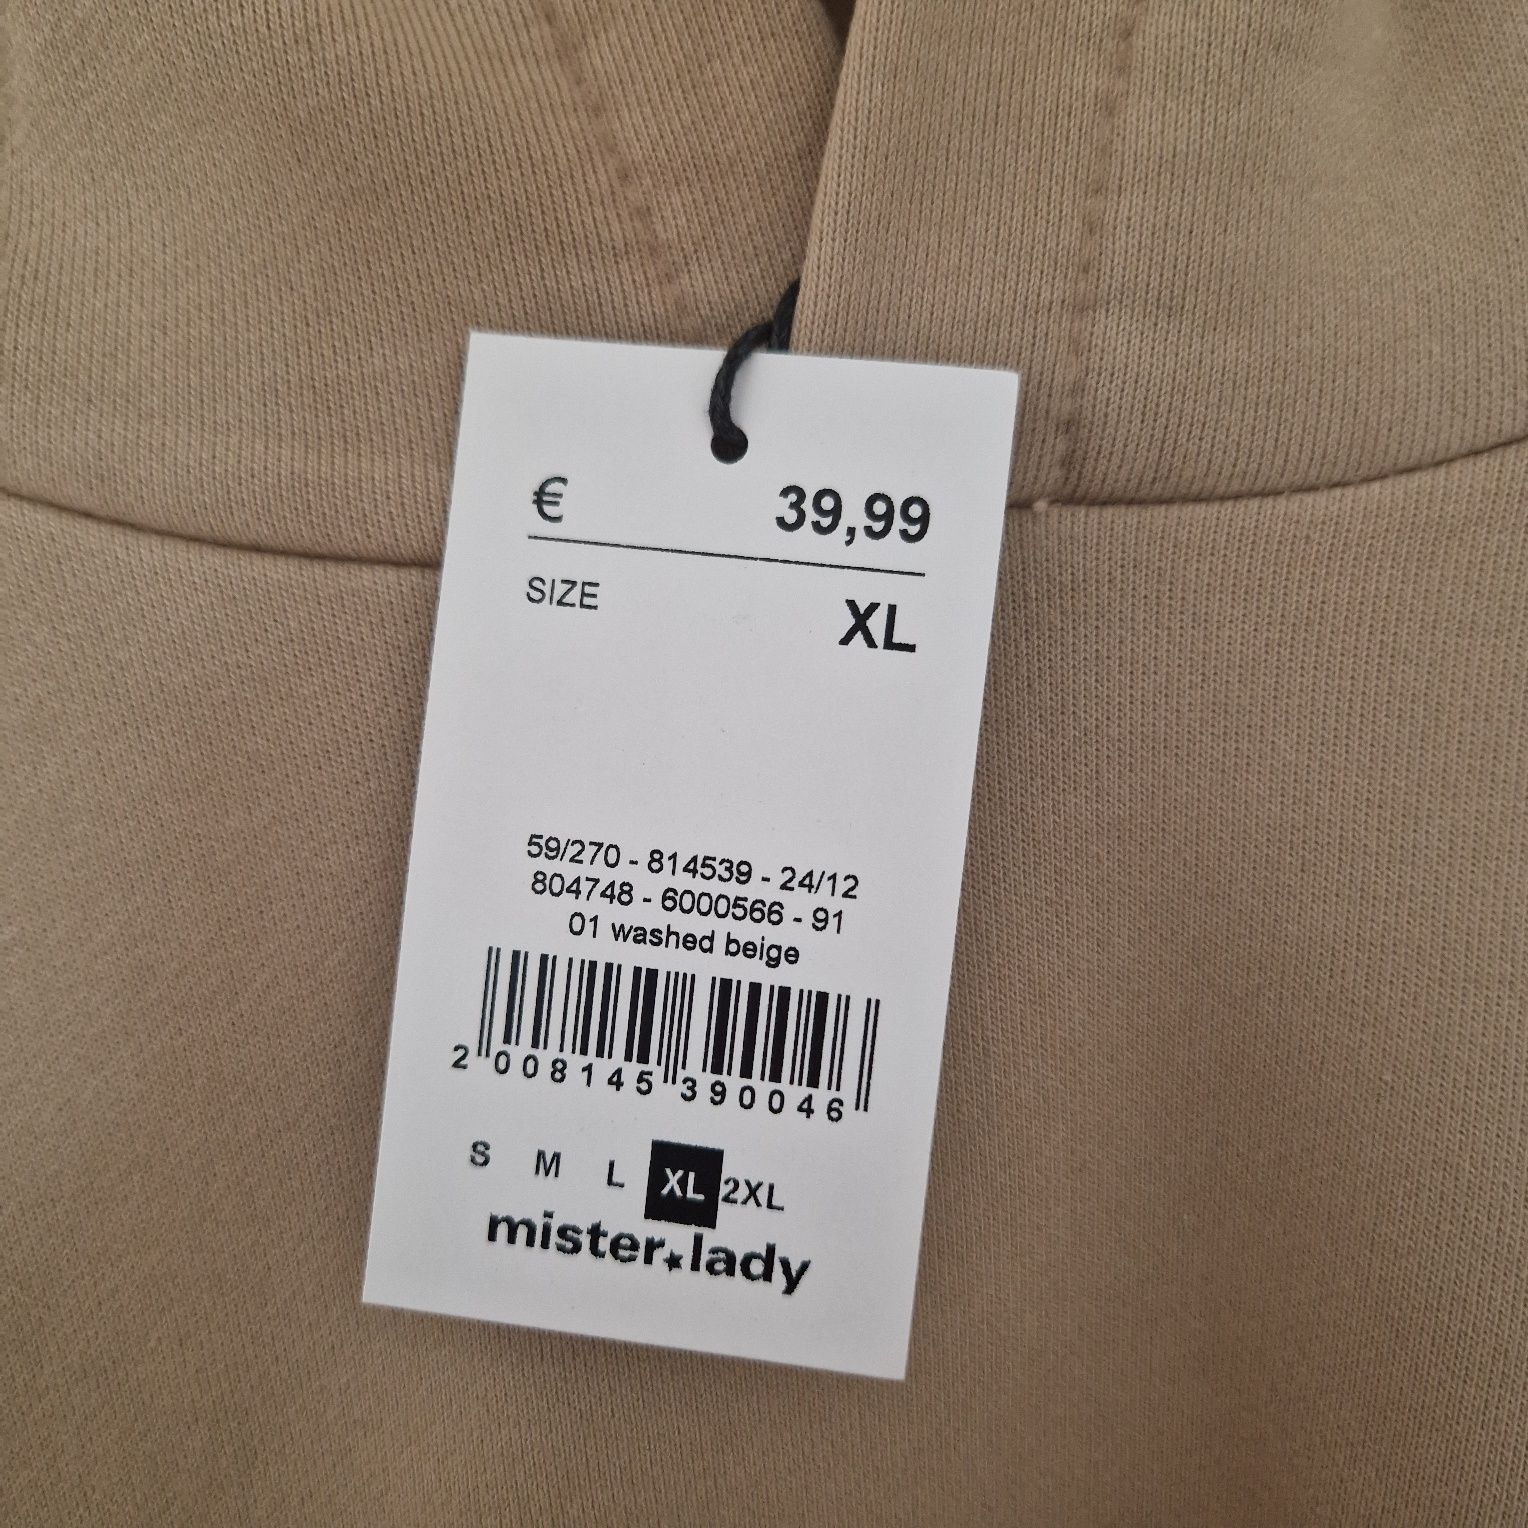 € 39,99
SIZE XL
59/270 - 814539 - 24/12
804748 - 6000566 - 91
01 washed beige
2 008145 390046
S M L XL 2XL
mister★lady